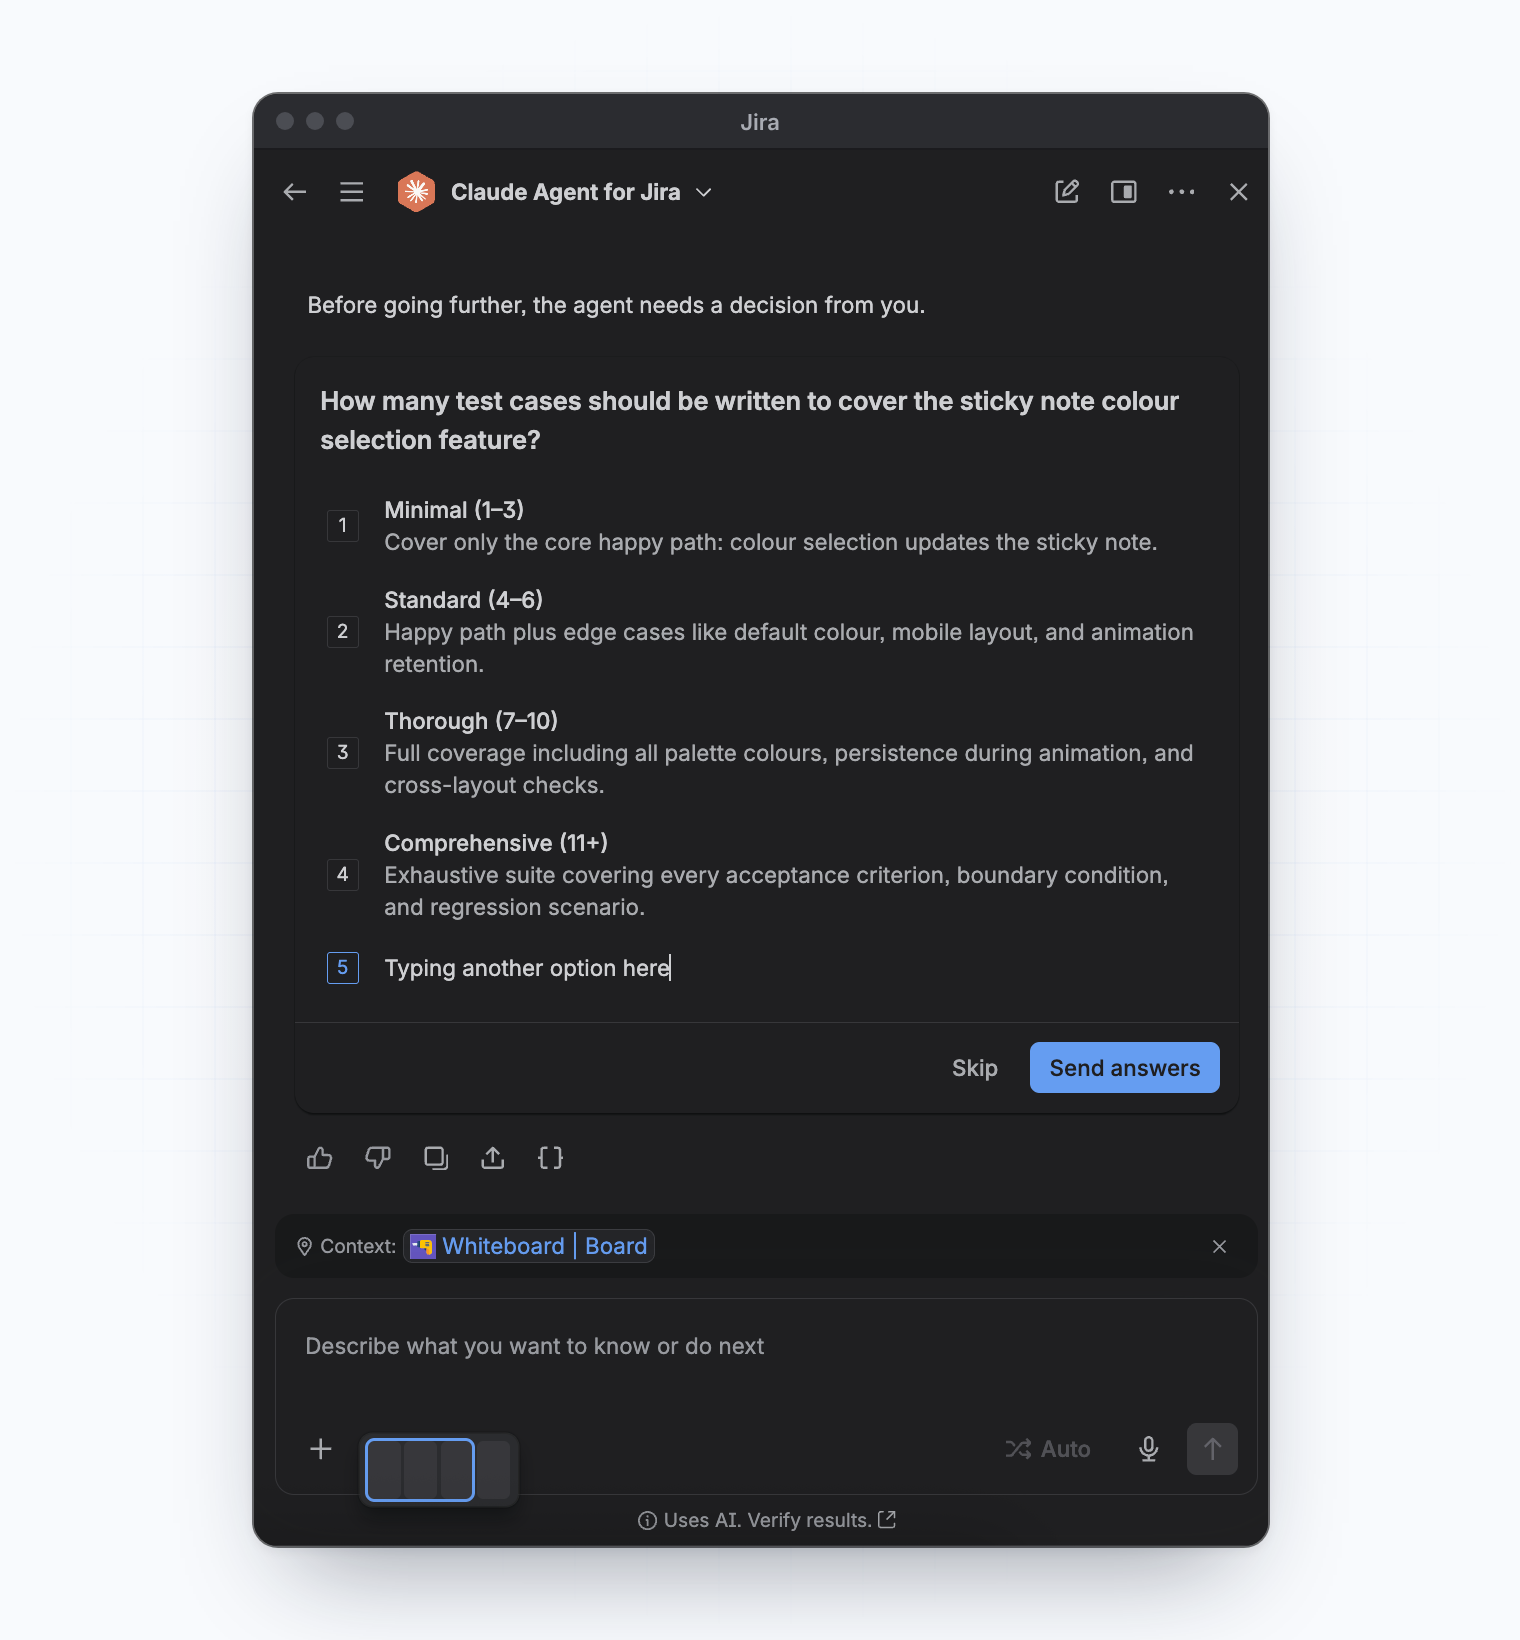 Jira
Claude Agent for Jira
Before going further, the agent needs a decision from you.
How many test cases should be written to cover the sticky note colour
selection feature?
1
Minimal (1–3)
Cover only the core happy path: colour selection updates the sticky note.
2
Standard (4–6)
Happy path plus edge cases like default colour, mobile layout, and animation
retention.
3
Thorough (7–10)
Full coverage including all palette colours, persistence during animation, and
cross-layout checks.
4
Comprehensive (11+)
Exhaustive suite covering every acceptance criterion, boundary condition,
and regression scenario.
5
Typing another option here
Skip
Send answers
Context: Whiteboard | Board
Describe what you want to know or do next
Auto
Uses AI. Verify results.